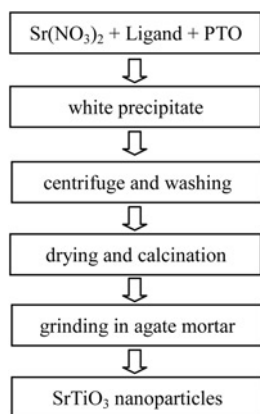 Sr(NO₃)₂ + Ligand + PTO
white precipitate
centrifuge and washing
drying and calcination
grinding in agate mortar
SrTiO₃ nanoparticles